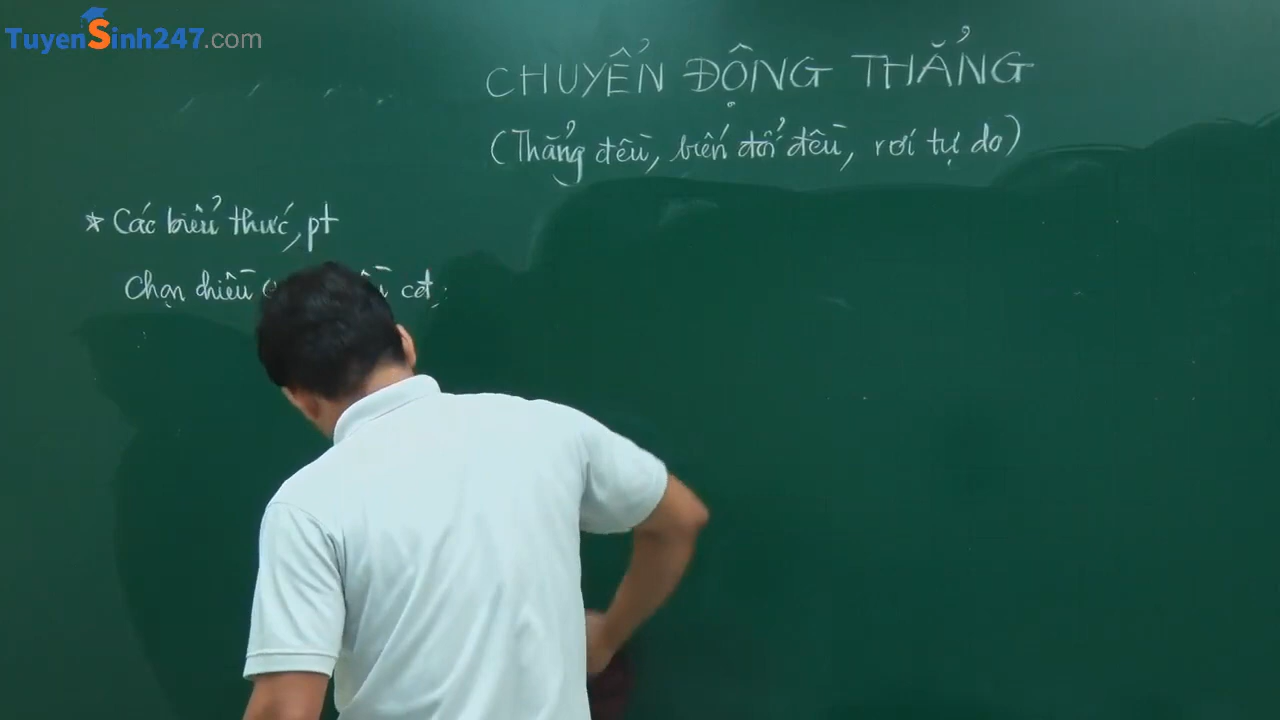 TuyenSinh247.com
CHUYỂN ĐỘNG THẲNG
(Thẳng đều, biến đổi đều, rơi tự do)
* Các biểu thức, pt
Chọn chiều cđ